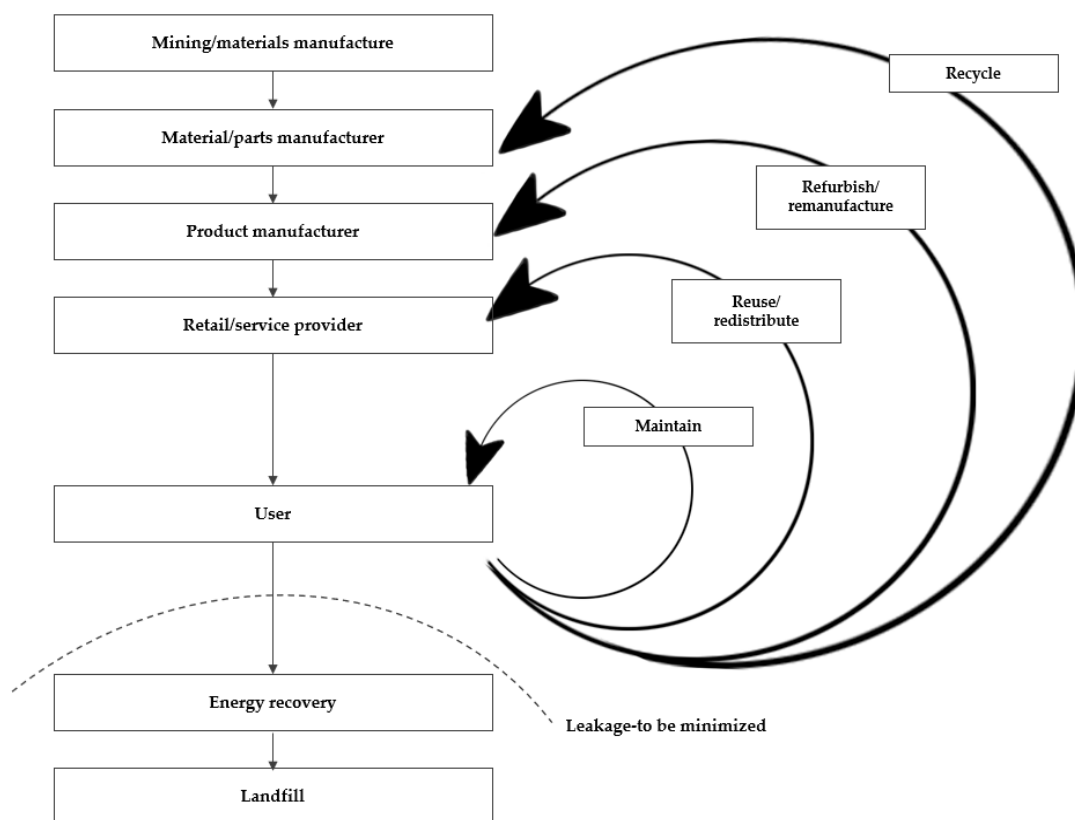 Mining/materials manufacture
Recycle
Material/parts manufacturer
Refurbish/
remanufacture
Product manufacturer
Reuse/
redistribute
Retail/service provider
Maintain
User
Energy recovery
Leakage-to be minimized
Landfill